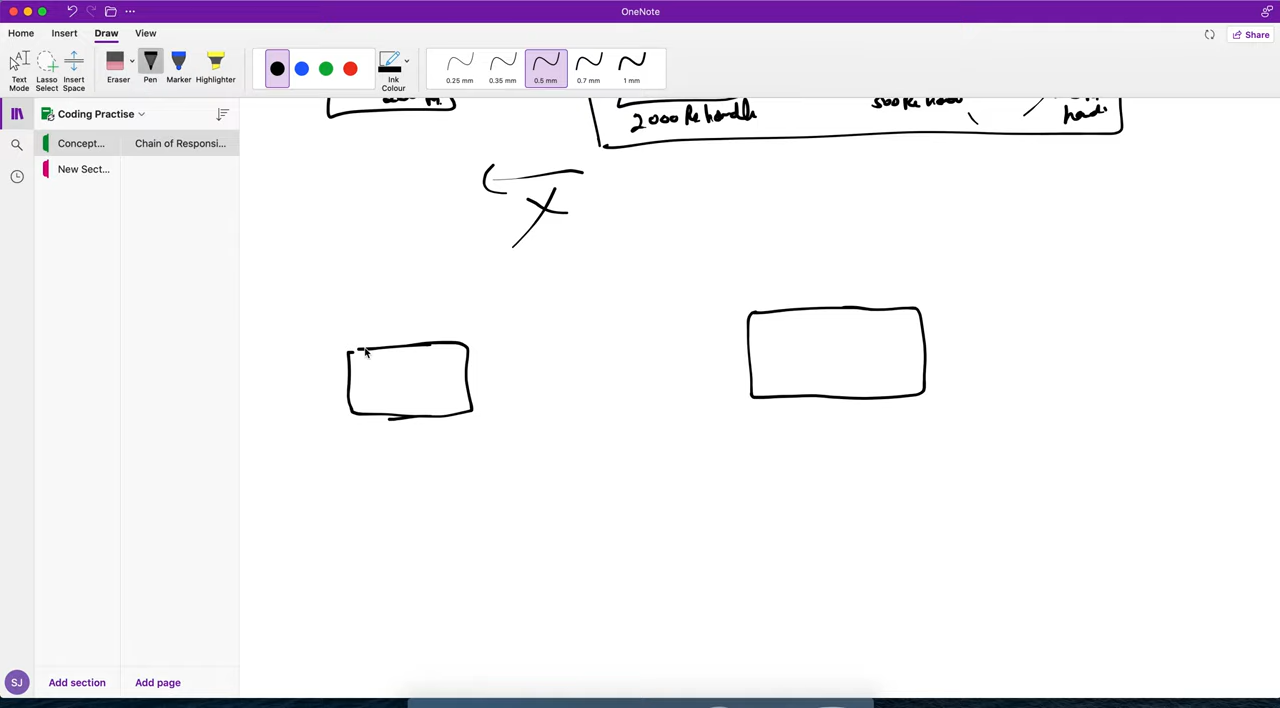 OneNote
Home Insert Draw View
Share
Text Mode
Lasso Select
Insert Space
Eraser
Pen
Marker
Highlighter
Ink Colour
0.25 mm
0.35 mm
0.5 mm
0.7 mm
1 mm
Coding Practise
Concept... Chain of Responsi...
New Sect...
2000 Rs handle
SJ
Add section Add page